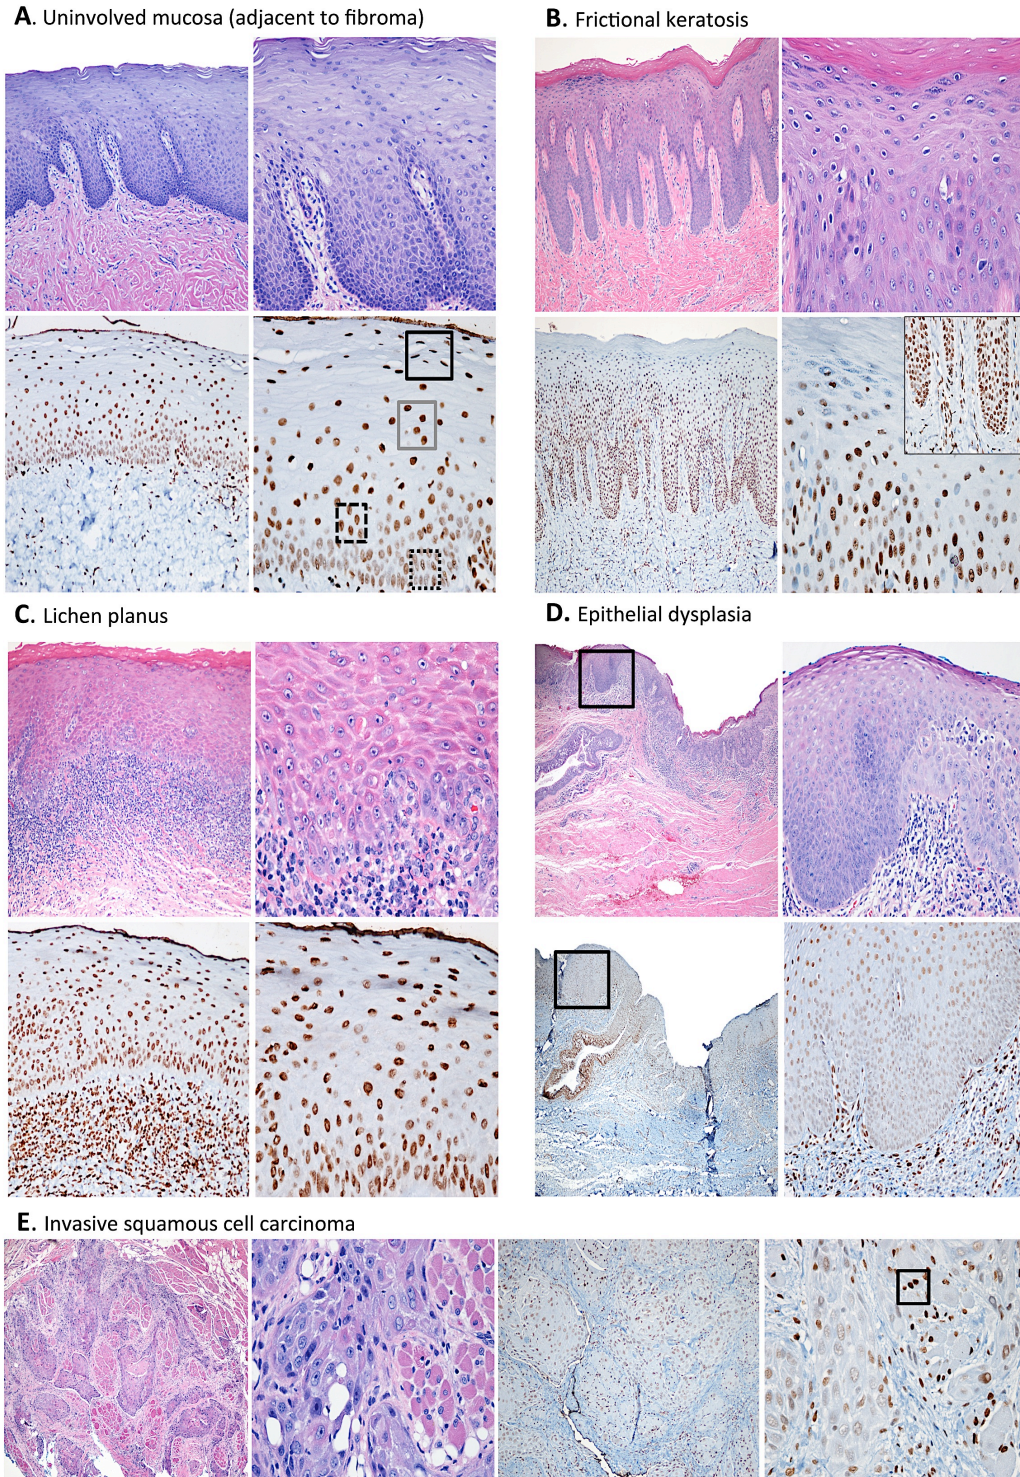 A. Uninvolved mucosa (adjacent to fibroma)
B. Frictional keratosis
C. Lichen planus
D. Epithelial dysplasia
E. Invasive squamous cell carcinoma